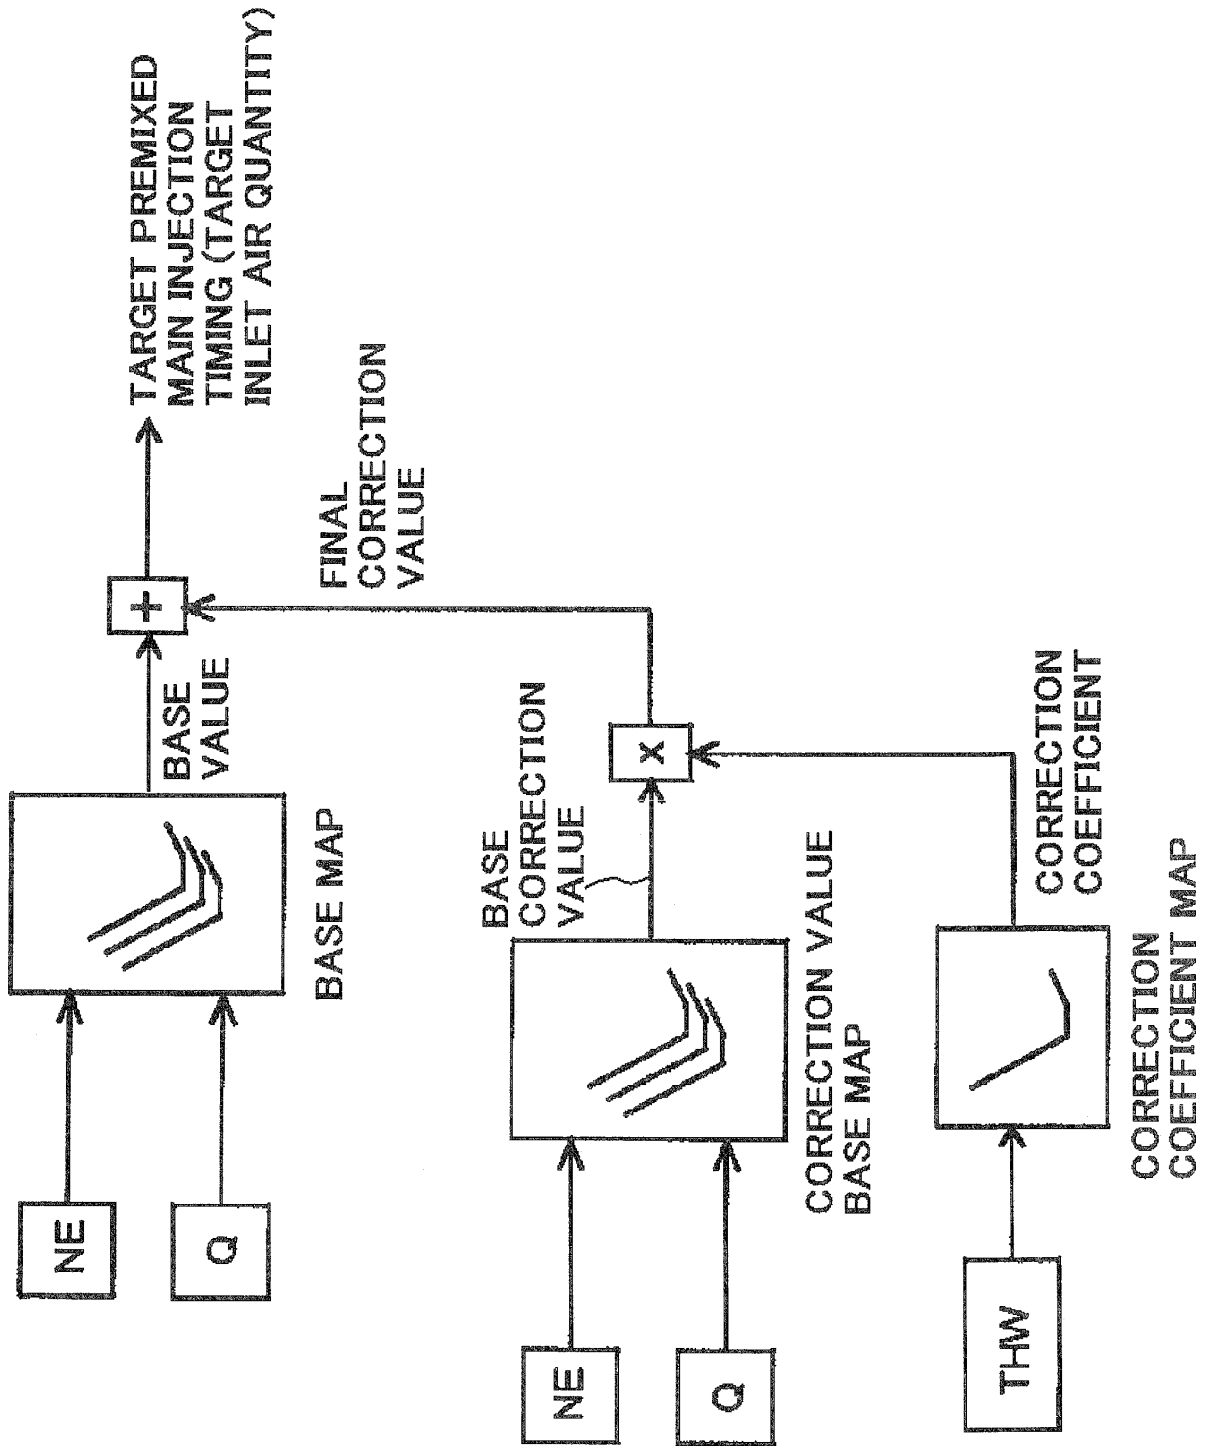 NE
Q
BASE MAP
BASE
VALUE
+
TARGET PREMIXED
MAIN INJECTION
TIMING (TARGET
INLET AIR QUANTITY)
FINAL
CORRECTION
VALUE
NE
Q
CORRECTION VALUE
BASE MAP
BASE
CORRECTION
VALUE
X
THW
CORRECTION
COEFFICIENT MAP
CORRECTION
COEFFICIENT